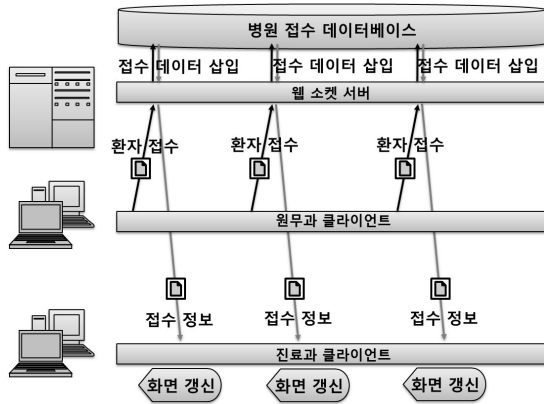 병원 접수 데이터베이스
접수 데이터 삽입 접수 데이터 삽입 접수 데이터 삽입
웹 소켓 서버
환자 접수 환자 접수 환자 접수
원무과 클라이언트
접수 정보 접수 정보 접수 정보
진료과 클라이언트
화면 갱신 화면 갱신 화면 갱신